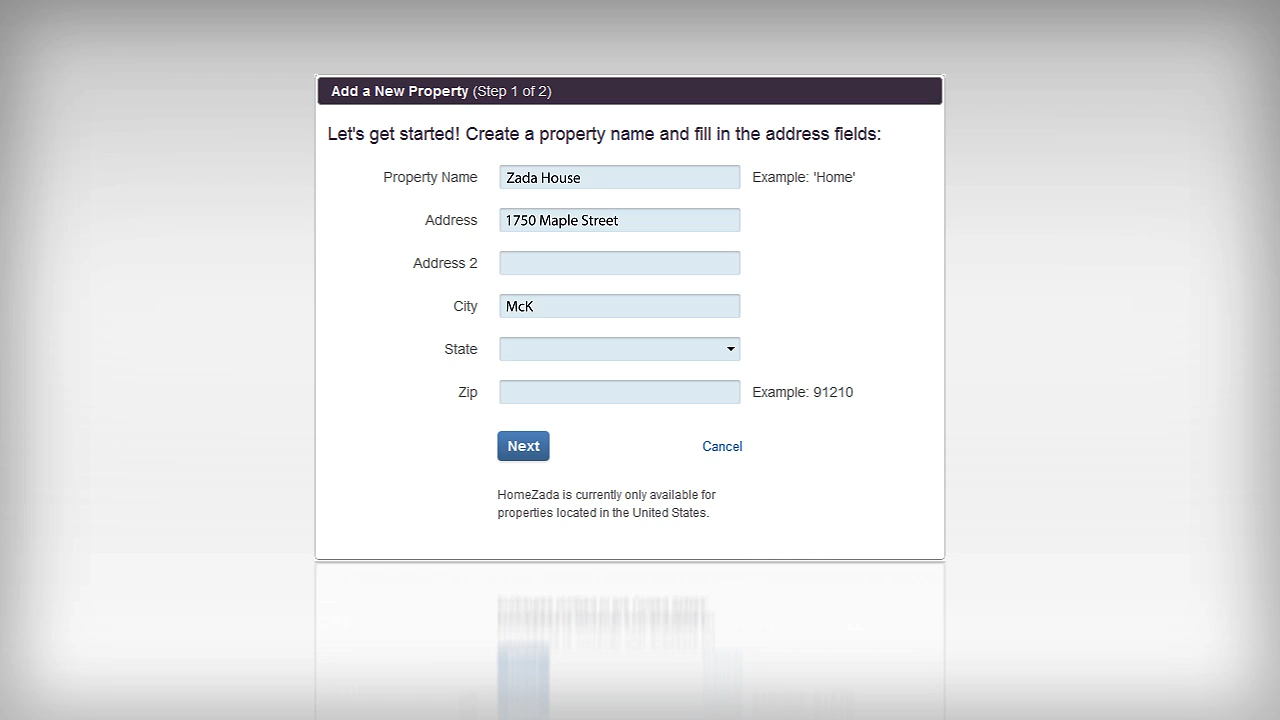 Add a New Property (Step 1 of 2)
Let's get started! Create a property name and fill in the address fields:
Property Name Zada House Example: 'Home'
Address 1750 Maple Street
Address 2
City McK
State
Zip Example: 91210
Next Cancel
HomeZada is currently only available for
properties located in the United States.